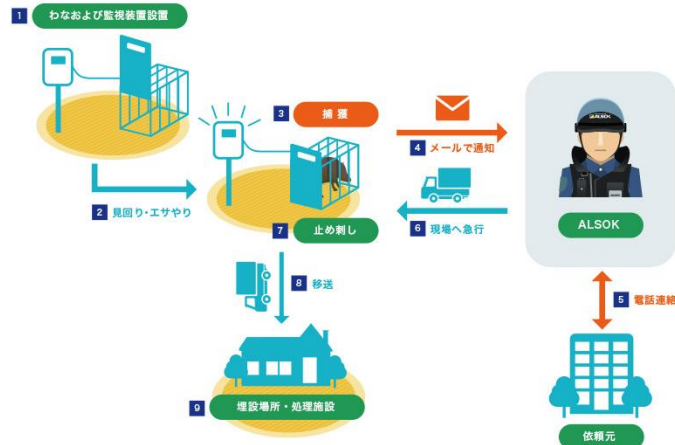 1 わなおよび監視装置設置
2 見回り・エサやり
3 捕獲
4 メールで通知
ALSOK
ALSOK
5 電話連絡
6 現場へ急行
7 止め刺し
8 移送
9 埋設場所・処理施設
依頼元